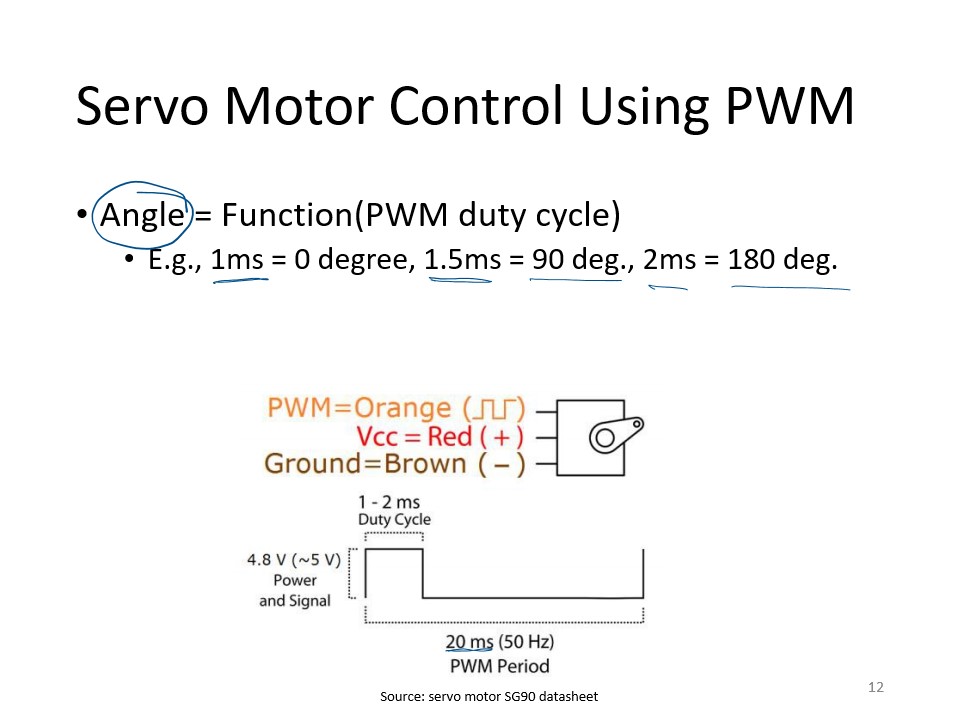 Servo Motor Control Using PWM
• Angle = Function(PWM duty cycle)
• E.g., 1ms = 0 degree, 1.5ms = 90 deg., 2ms = 180 deg.
PWM=Orange (⎍⎍)
Vcc = Red ( + )
Ground=Brown ( – )
1 - 2 ms
Duty Cycle
4.8 V (~5 V)
Power
and Signal
20 ms (50 Hz)
PWM Period
Source: servo motor SG90 datasheet
12